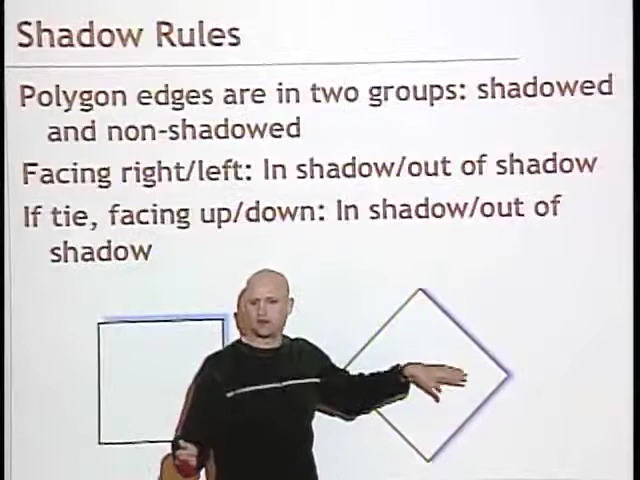 Shadow Rules
Polygon edges are in two groups: shadowed
and non-shadowed
Facing right/left: In shadow/out of shadow
If tie, facing up/down: In shadow/out of
shadow